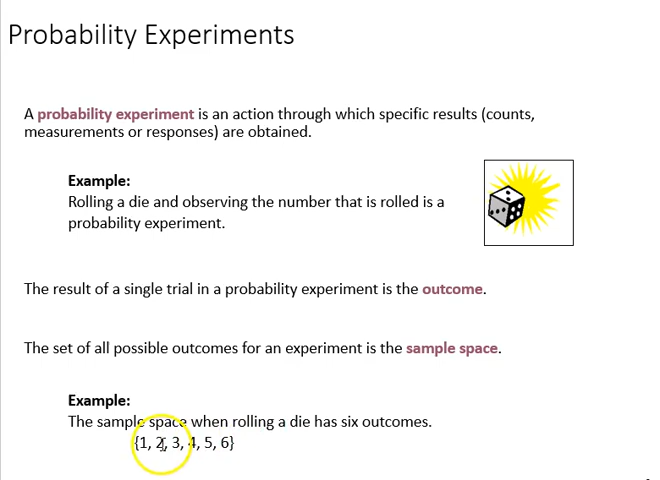 Probability Experiments
A probability experiment is an action through which specific results (counts,
measurements or responses) are obtained.
Example:
Rolling a die and observing the number that is rolled is a
probability experiment.
The result of a single trial in a probability experiment is the outcome.
The set of all possible outcomes for an experiment is the sample space.
Example:
The sample space when rolling a die has six outcomes.
{1, 2, 3, 4, 5, 6}